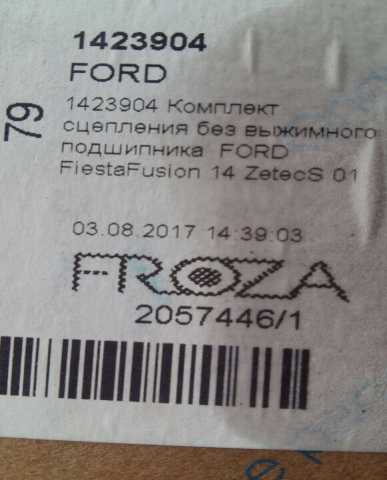 1423904
FORD
79
1423904 Комплект
сцепления без выжимного
подшипника FORD
FiestaFusion 14 ZetecS 01
03.08.2017 14:39:03
FROZA
2057446/1